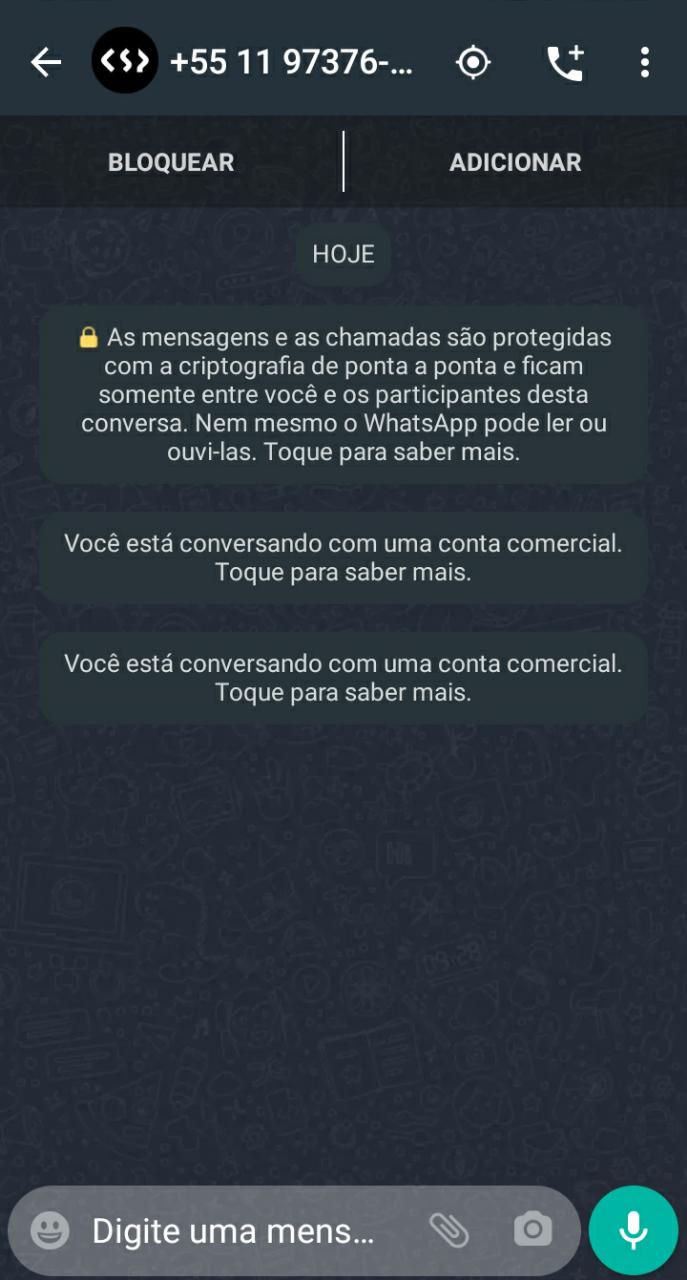 +55 11 97376-...
BLOQUEAR
ADICIONAR
HOJE
As mensagens e as chamadas são protegidas
com a criptografia de ponta a ponta e ficam
somente entre você e os participantes desta
conversa. Nem mesmo o WhatsApp pode ler ou
ouvi-las. Toque para saber mais.
Você está conversando com uma conta comercial.
Toque para saber mais.
Você está conversando com uma conta comercial.
Toque para saber mais.
Digite uma mens...